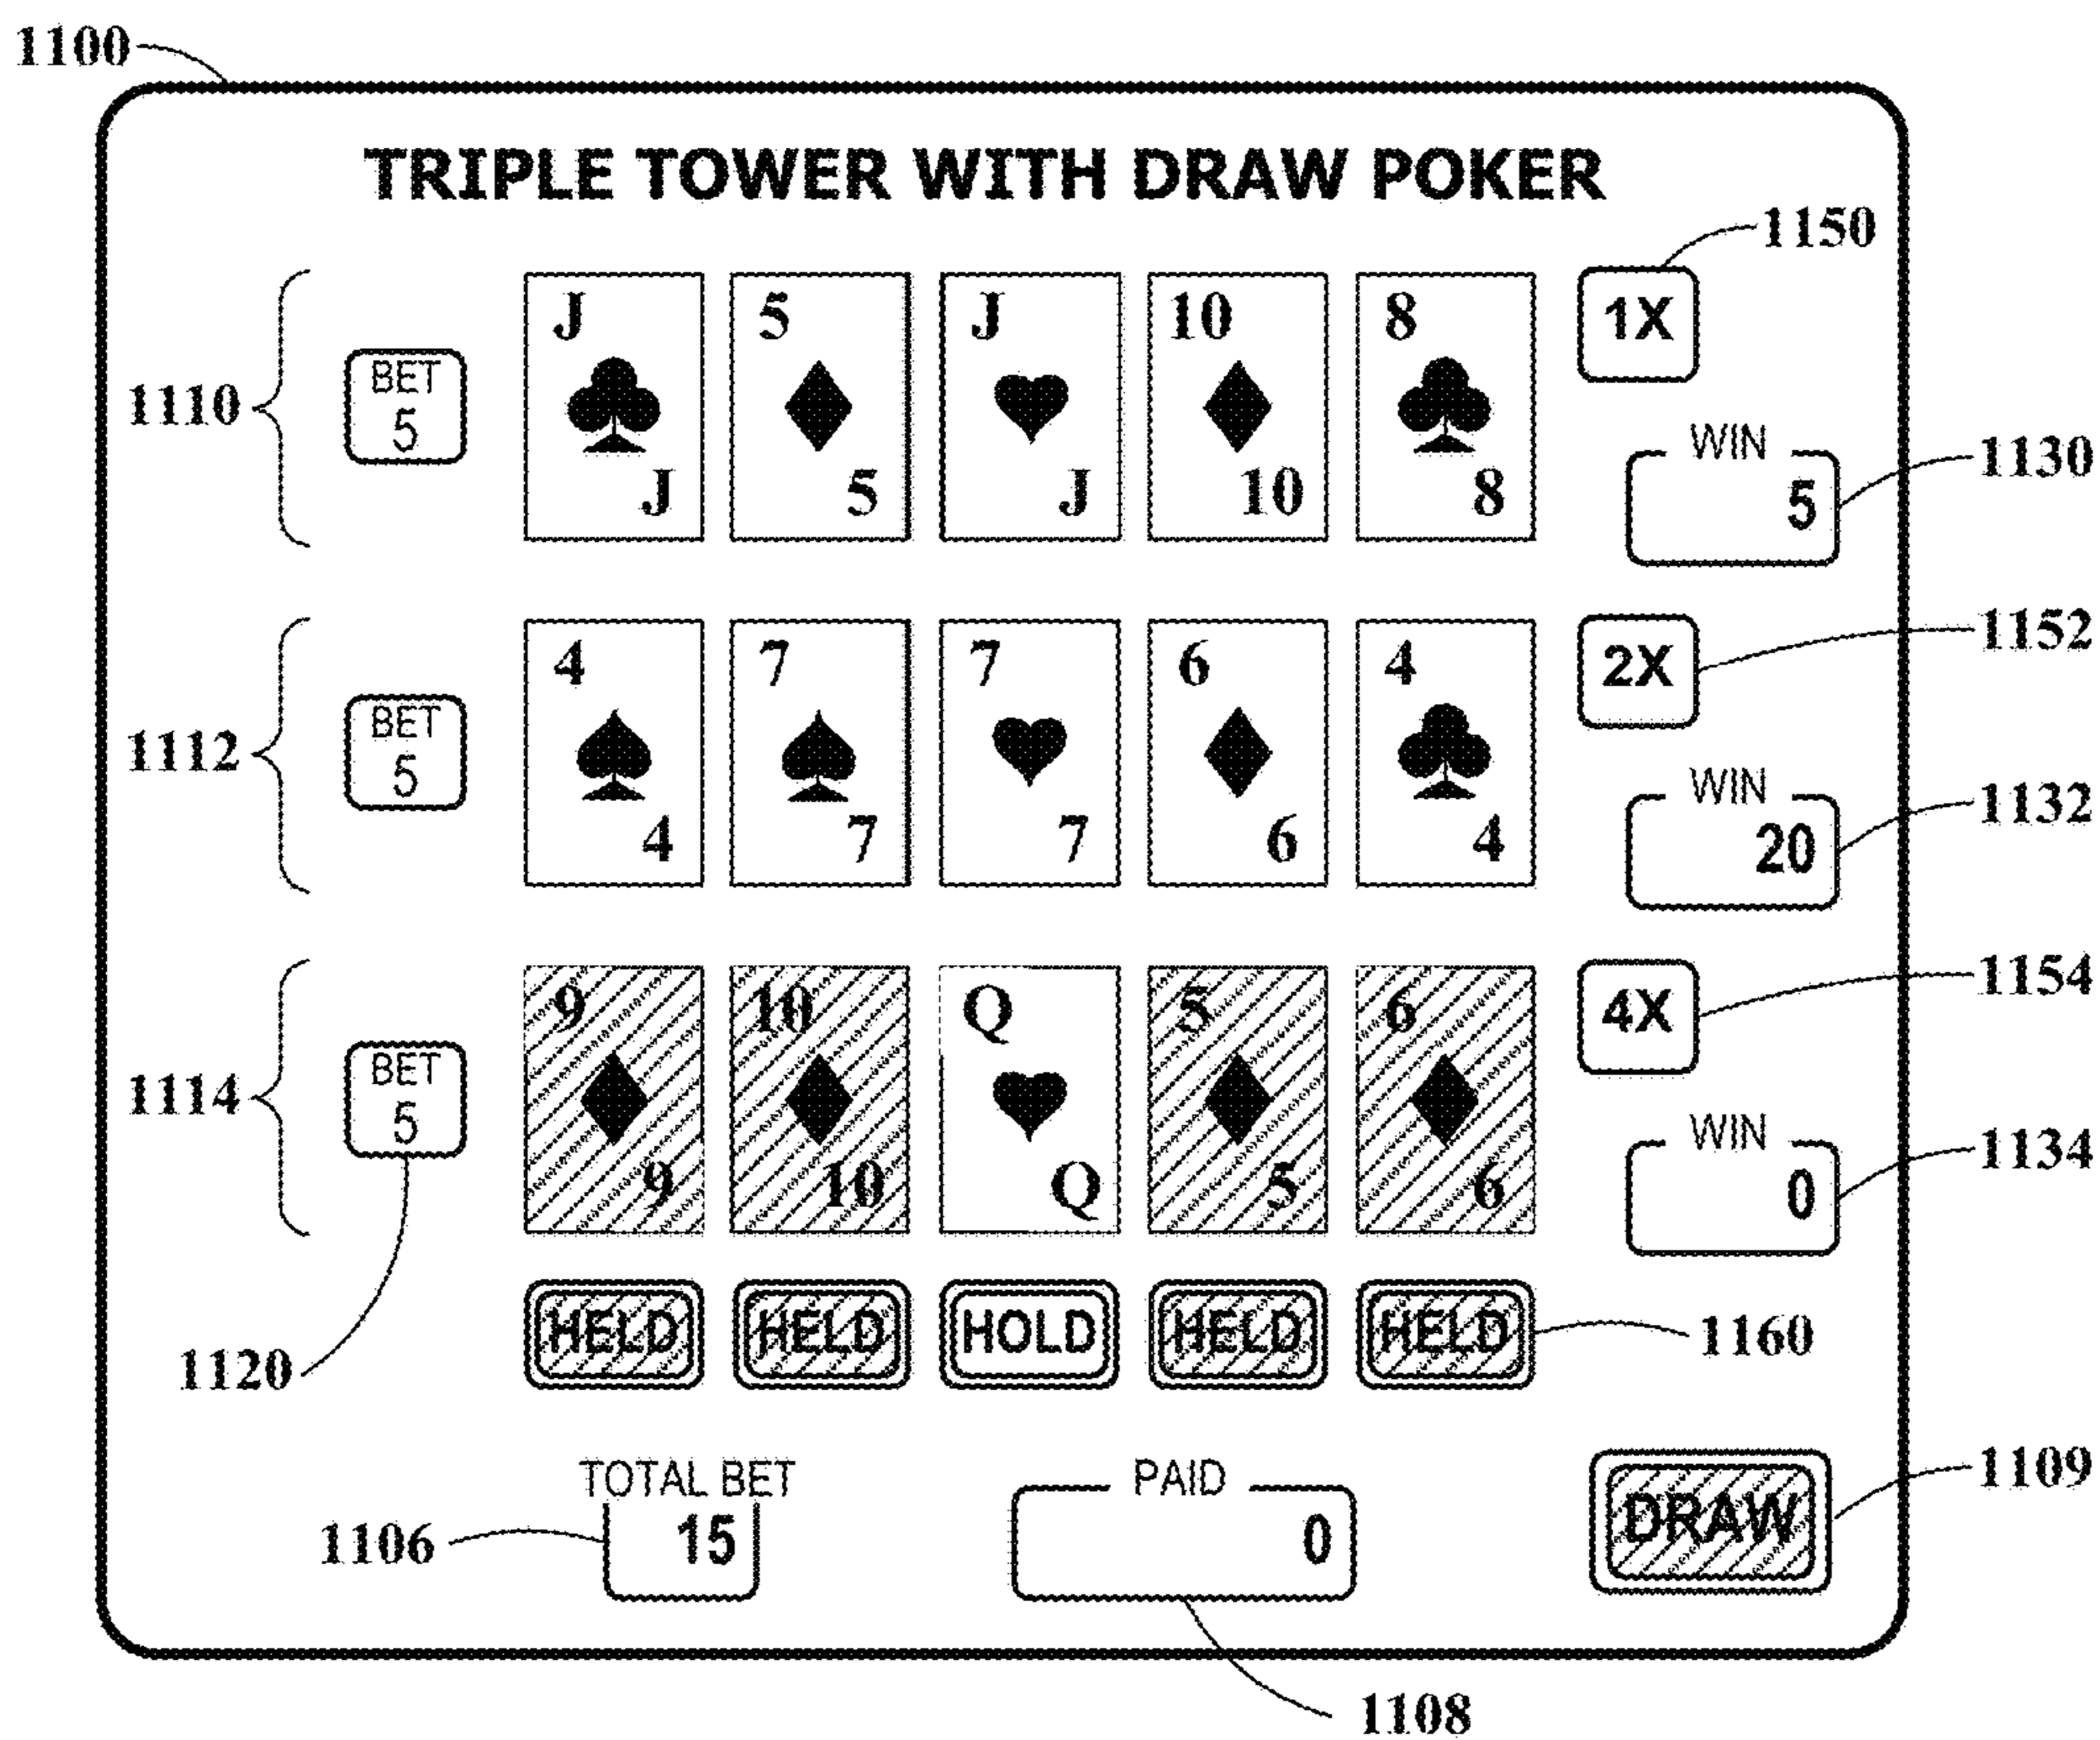 1100
TRIPLE TOWER WITH DRAW POKER
1150
J 5 J 10 8 1X
1110 BET 5
J 5 J 10 8
WIN 5 1130
4 7 7 6 4 2X 1152
1112 BET 5
4 7 7 6 4
WIN 20 1132
9 10 Q 5 6 4X 1154
1114 BET 5
9 10 Q 5 6
WIN 0 1134
HELD HELD HOLD HELD HELD 1160
1120
TOTAL BET PAID 1109
1106 15 0 DRAW
1108